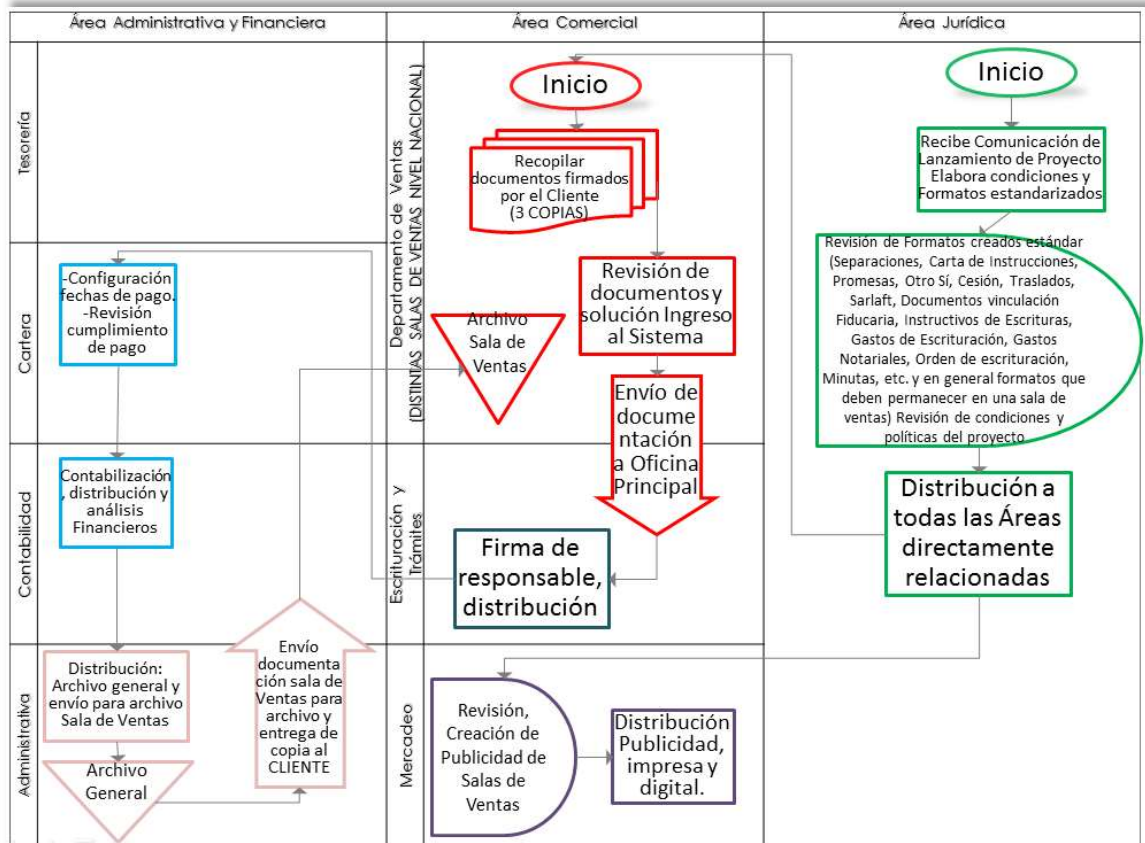 Área Administrativa y Financiera
Área Comercial
Área Jurídica
Tesorería
Cartera
Contabilidad
Administrativa
-Configuración
fechas de pago.
-Revisión
cumplimiento
de pago
Contabilización
, distribución y
análisis
Financieros
Distribución:
Archivo general y
envío para archivo
Sala de Ventas
Archivo
General
Envío
documenta
ción sala de
Ventas para
archivo y
entrega de
copia al
CLIENTE
Departamento de Ventas
(DISTINTAS SALAS DE VENTAS NIVEL NACIONAL)
Escrituración y
Trámites
Mercadeo
Inicio
Recopilar
documentos firmados
por el Cliente
(3 COPIAS)
Revisión de
documentos y
solución Ingreso
al Sistema
Archivo
Sala de
Ventas
Envío de
docume
ntación
a Oficina
Principal
Firma de
responsable,
distribución
Revisión,
Creación de
Publicidad de
Salas de
Ventas
Distribución
Publicidad,
impresa y
digital.
Inicio
Recibe Comunicación de
Lanzamiento de Proyecto
Elabora condiciones y
Formatos estandarizados
Revisión de Formatos creados estándar
(Separaciones, Carta de Instrucciones,
Promesas, Otro Sí, Cesión, Traslados,
Sarlaft, Documentos vinculación
Fiducaria, Instructivos de Escrituras,
Gastos de Escrituración, Gastos
Notariales, Orden de escrituración,
Minutas, etc. y en general formatos que
deben permanecer en una sala de
ventas) Revisión de condiciones y
políticas del proyecto
Distribución a
todas las Áreas
directamente
relacionadas